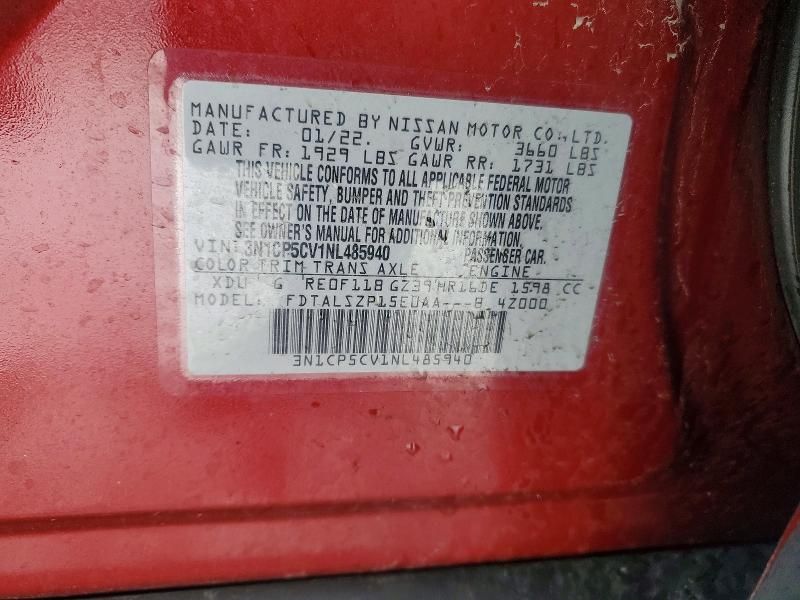 MANUFACTURED BY NISSAN MOTOR CO.,LTD.
DATE: 01/22. GVWR: 3660 LBS
GAWR FR: 1929 LBS GAWR RR: 1731 LBS
THIS VEHICLE CONFORMS TO ALL APPLICABLE FEDERAL MOTOR
VEHICLE SAFETY, BUMPER AND THEFT PREVENTION STANDARDS
IN EFFECT ON THE DATE OF MANUFACTURE SHOWN ABOVE.
SEE OWNER'S MANUAL FOR ADDITIONAL INFORMATION.
VIN: 3N1CP5CV1NL485940 PASSENGER CAR.
COLOR TRIM TRANS AXLE ENGINE
XDU G RE0F11B GZ39 HR16DE 1598 CC
MODEL: FDTALSZP15EUAA---B 4Z000
3N1CP5CV1NL485940